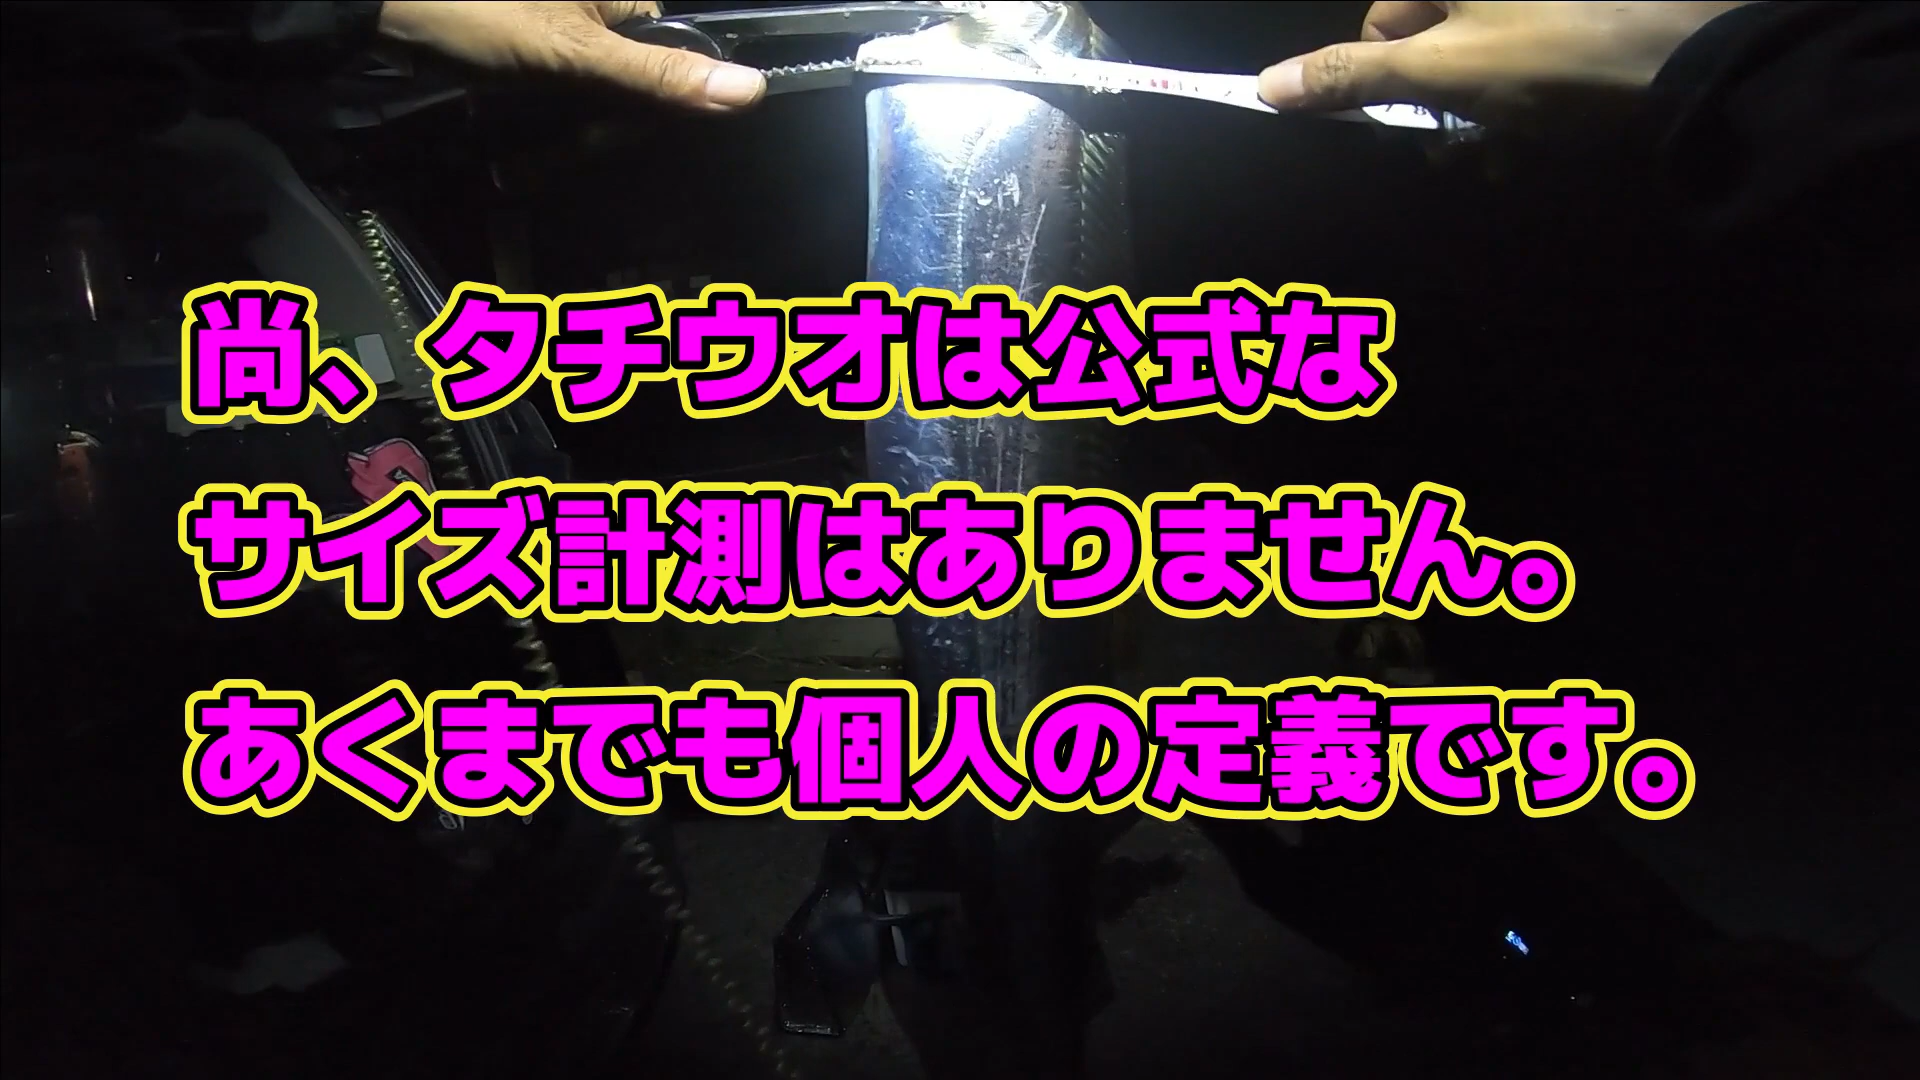 尚、タチウオは公式な
サイズ計測はありません。
あくまでも個人の定義です。